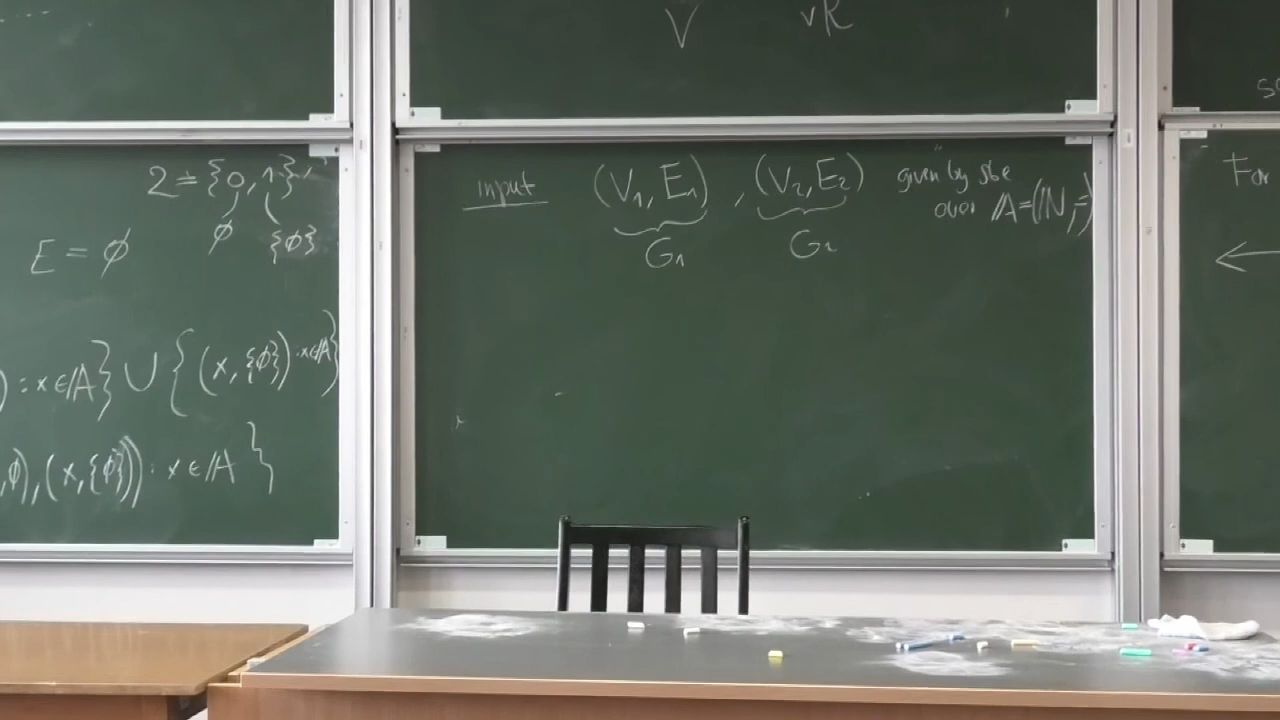 V vR
2 = {0, 1}
∅ {∅}
E = ∅
) : x ∈ 𝔸} ∪ {(x, {∅}) : x ∈ 𝔸}
, ∅), (x, {∅})) : x ∈ 𝔸}
input (V₁, E₁) , (V₂, E₂) given by sbe
over 𝔸 = (ℕ, =)
G₁ G₂
For
←